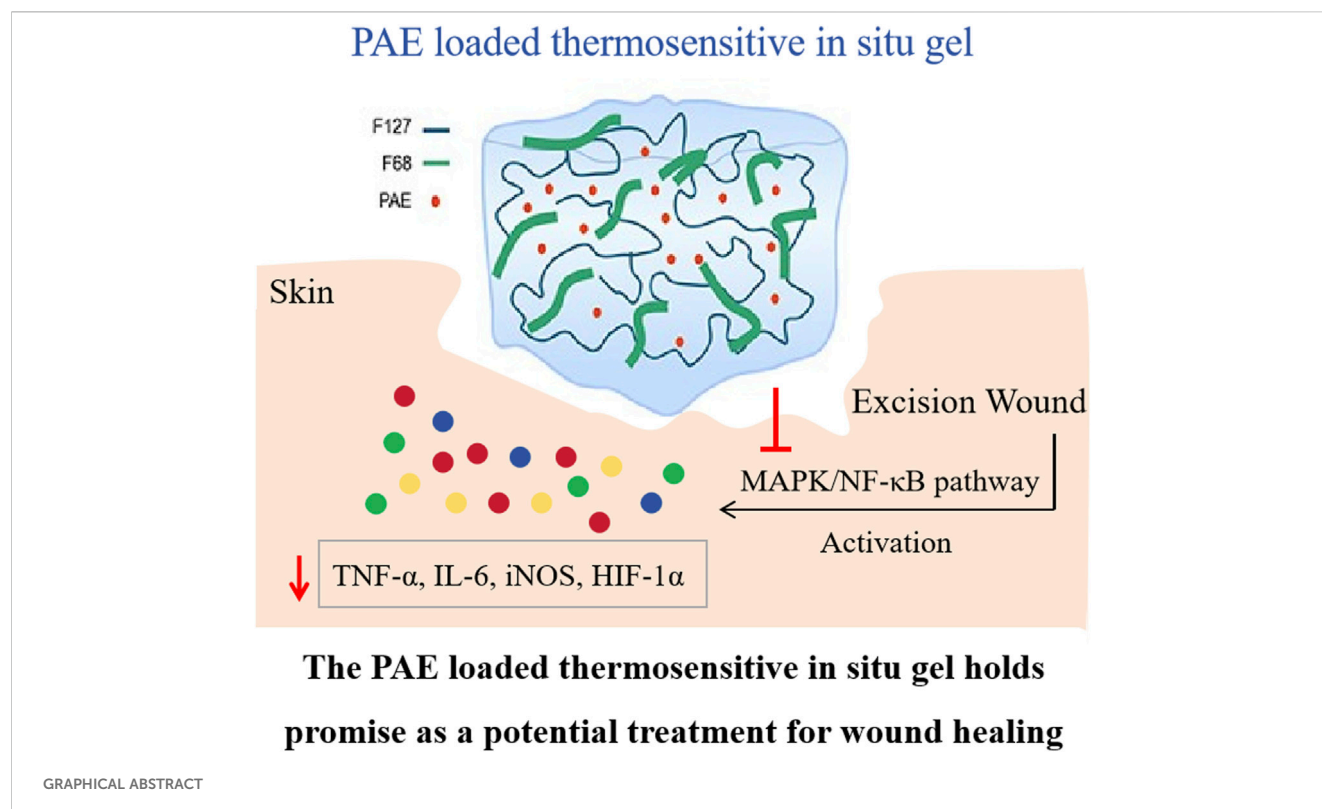 PAE loaded thermosensitive in situ gel
F127
F68
PAE
Skin
Excision Wound
MAPK/NF-κB pathway
Activation
TNF-α, IL-6, iNOS, HIF-1α
The PAE loaded thermosensitive in situ gel holds
promise as a potential treatment for wound healing
GRAPHICAL ABSTRACT